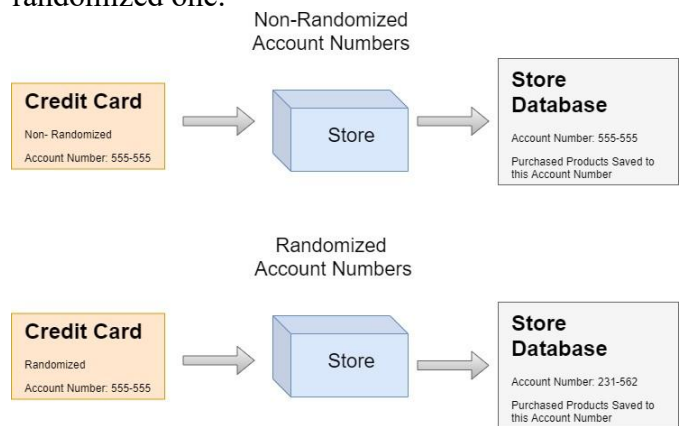 randomized one.
Non-Randomized
Account Numbers
Credit Card
Non- Randomized
Account Number: 555-555
Store
Store
Database
Account Number: 555-555
Purchased Products Saved to
this Account Number
Randomized
Account Numbers
Credit Card
Randomized
Account Number: 555-555
Store
Store
Database
Account Number: 231-562
Purchased Products Saved to
this Account Number